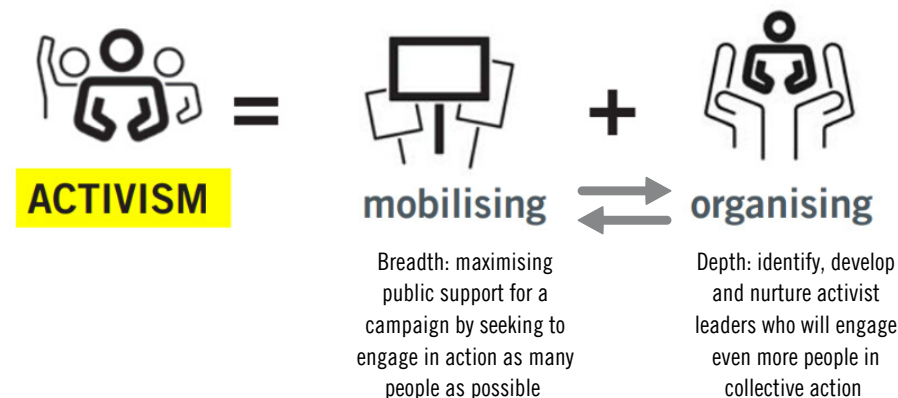 =
+
ACTIVISM
mobilising
organising
Breadth: maximising
public support for a
campaign by seeking to
engage in action as many
people as possible
Depth: identify, develop
and nurture activist
leaders who will engage
even more people in
collective action